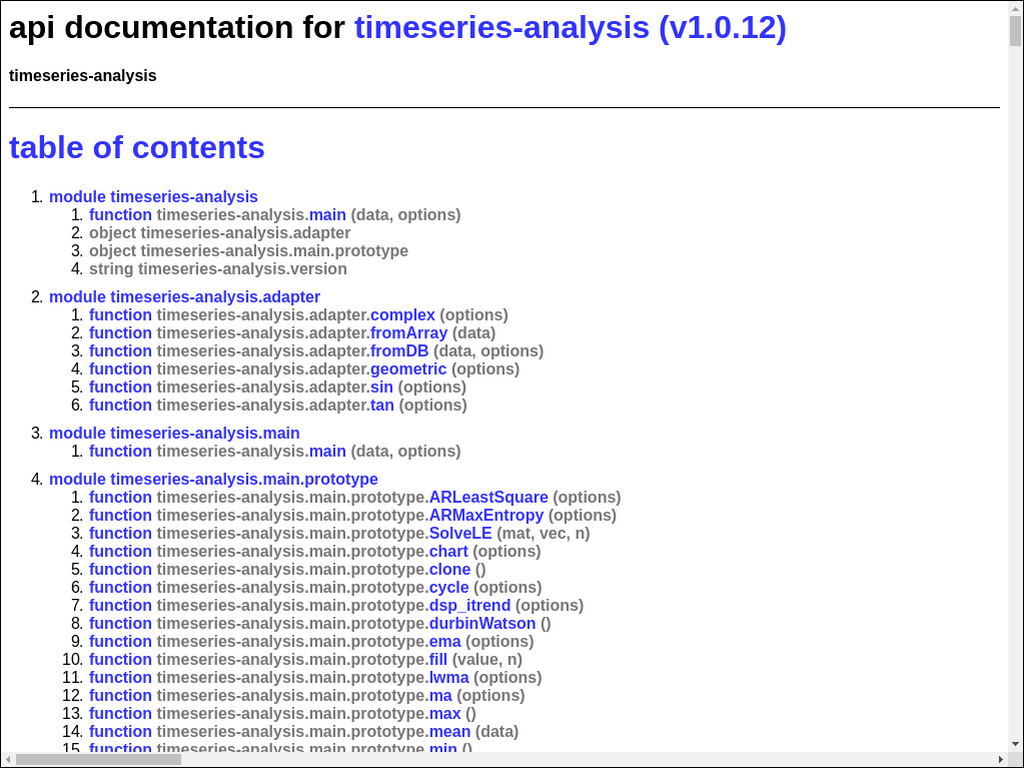 api documentation for timeseries-analysis (v1.0.12)
timeseries-analysis
table of contents
1. module timeseries-analysis
1. function timeseries-analysis.main (data, options)
2. object timeseries-analysis.adapter
3. object timeseries-analysis.main.prototype
4. string timeseries-analysis.version
2. module timeseries-analysis.adapter
1. function timeseries-analysis.adapter.complex (options)
2. function timeseries-analysis.adapter.fromArray (data)
3. function timeseries-analysis.adapter.fromDB (data, options)
4. function timeseries-analysis.adapter.geometric (options)
5. function timeseries-analysis.adapter.sin (options)
6. function timeseries-analysis.adapter.tan (options)
3. module timeseries-analysis.main
1. function timeseries-analysis.main (data, options)
4. module timeseries-analysis.main.prototype
1. function timeseries-analysis.main.prototype.ARLeastSquare (options)
2. function timeseries-analysis.main.prototype.ARMaxEntropy (options)
3. function timeseries-analysis.main.prototype.SolveLE (mat, vec, n)
4. function timeseries-analysis.main.prototype.chart (options)
5. function timeseries-analysis.main.prototype.clone ()
6. function timeseries-analysis.main.prototype.cycle (options)
7. function timeseries-analysis.main.prototype.dsp_itrend (options)
8. function timeseries-analysis.main.prototype.durbinWatson ()
9. function timeseries-analysis.main.prototype.ema (options)
10. function timeseries-analysis.main.prototype.fill (value, n)
11. function timeseries-analysis.main.prototype.lwma (options)
12. function timeseries-analysis.main.prototype.ma (options)
13. function timeseries-analysis.main.prototype.max ()
14. function timeseries-analysis.main.prototype.mean (data)
15. function timeseries-analysis.main.prototype.min ()